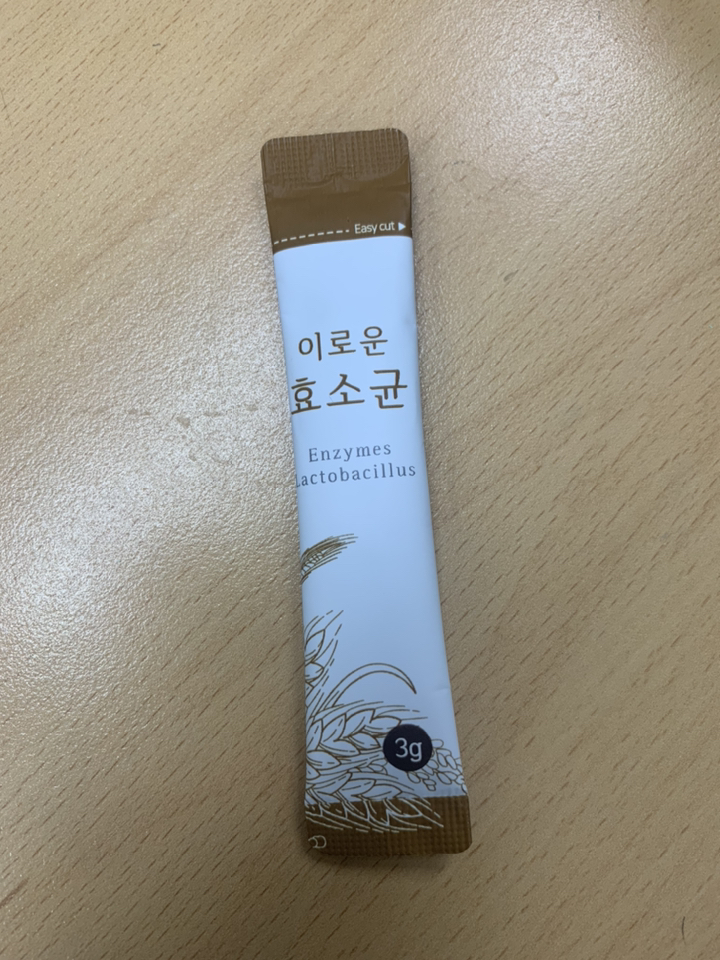 Easy cut
이로운
효소균
Enzymes
Lactobacillus
3g